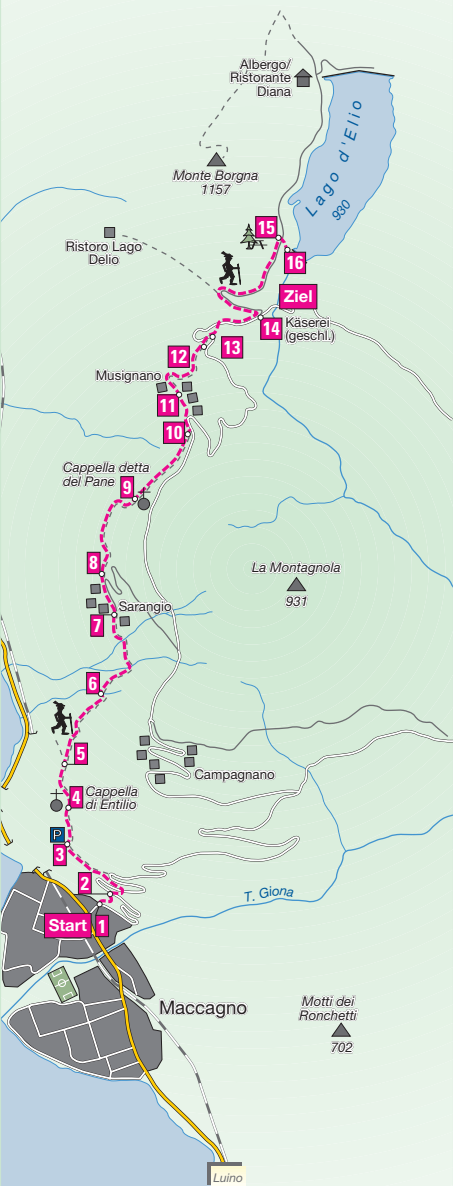 Albergo/
Ristorante
Diana
Lago d'Elio
930
Monte Borgna
1157
15
Ristoro Lago
Delio
16
Ziel
14
Käserei
(geschl.)
13
12
Musignano
11
10
Cappella detta
del Pane
9
8
La Montagnola
931
Sarangio
7
6
5
Campagnano
4
Cappella
di Entilio
P
3
2
T. Giona
Start
1
Maccagno
Motti dei
Ronchetti
702
Luino